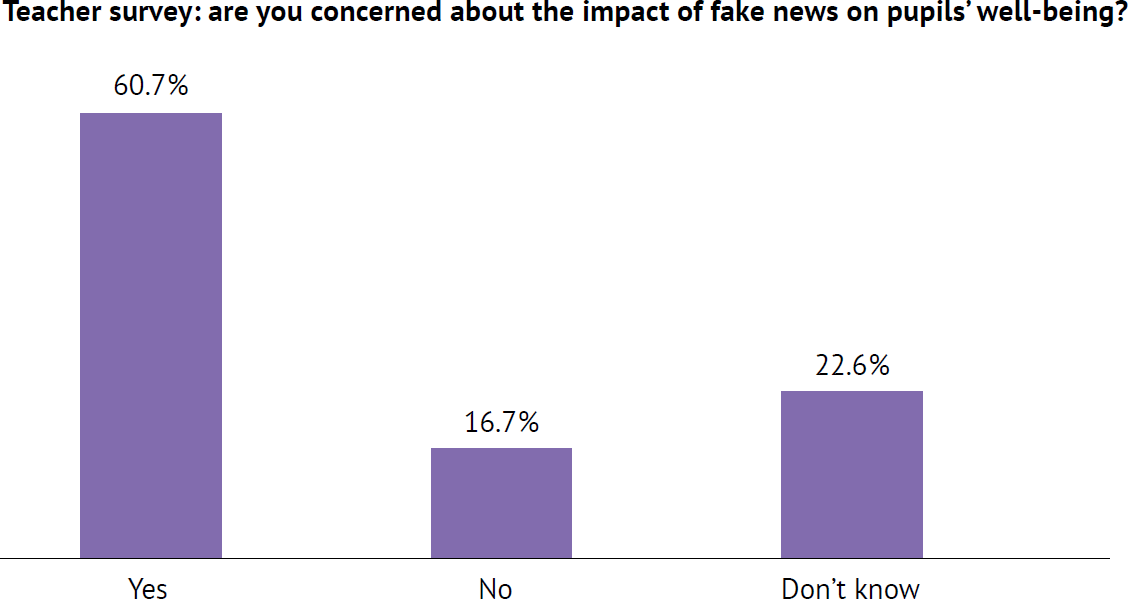 Teacher survey: are you concerned about the impact of fake news on pupils’ well-being?
60.7%
22.6%
16.7%
Yes No Don’t know